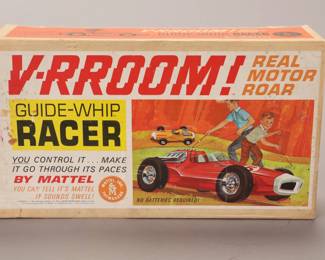 V-RROOM!
REAL
MOTOR
ROAR
GUIDE-WHIP
RACER
YOU CONTROL IT... MAKE
IT GO THROUGH ITS PACES
BY MATTEL
YOU CAN TELL IT'S MATTEL
IF SOUNDS SWELL!
NO BATTERIES REQUIRED!